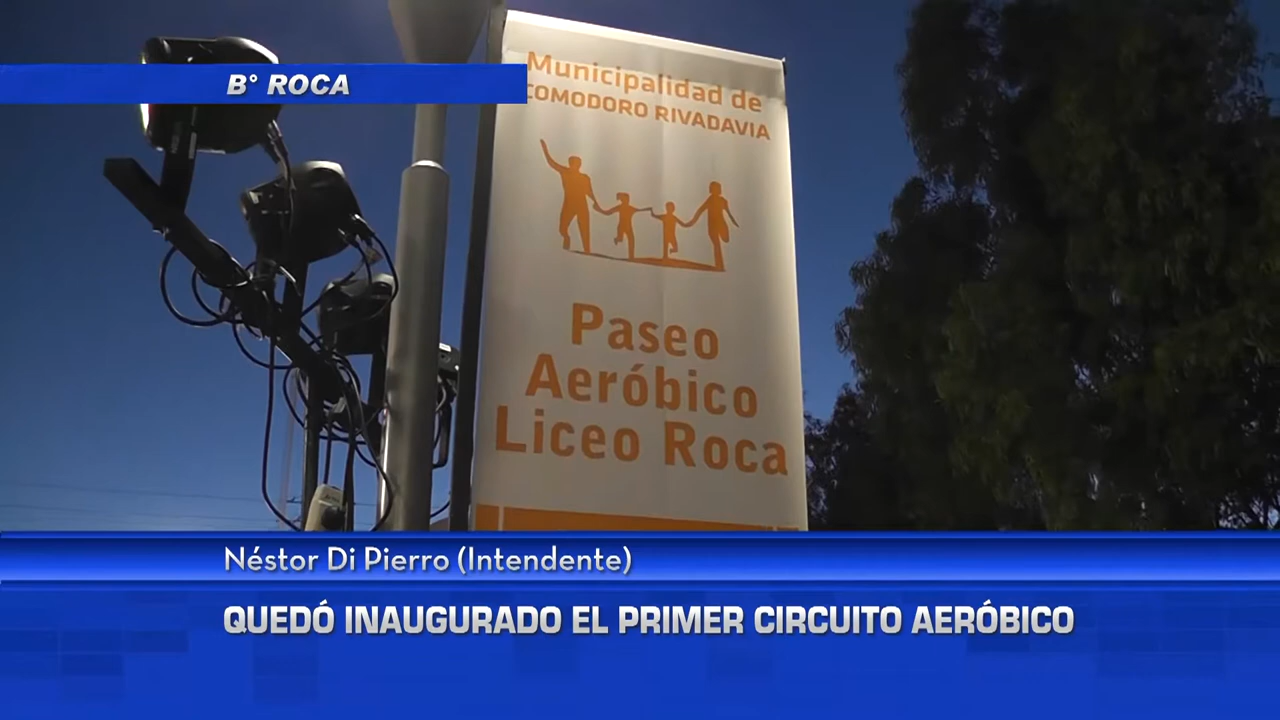 B° ROCA
Municipalidad de
COMODORO RIVADAVIA
Paseo
Aeróbico
Liceo Roca
Néstor Di Pierro (Intendente)
QUEDÓ INAUGURADO EL PRIMER CIRCUITO AERÓBICO